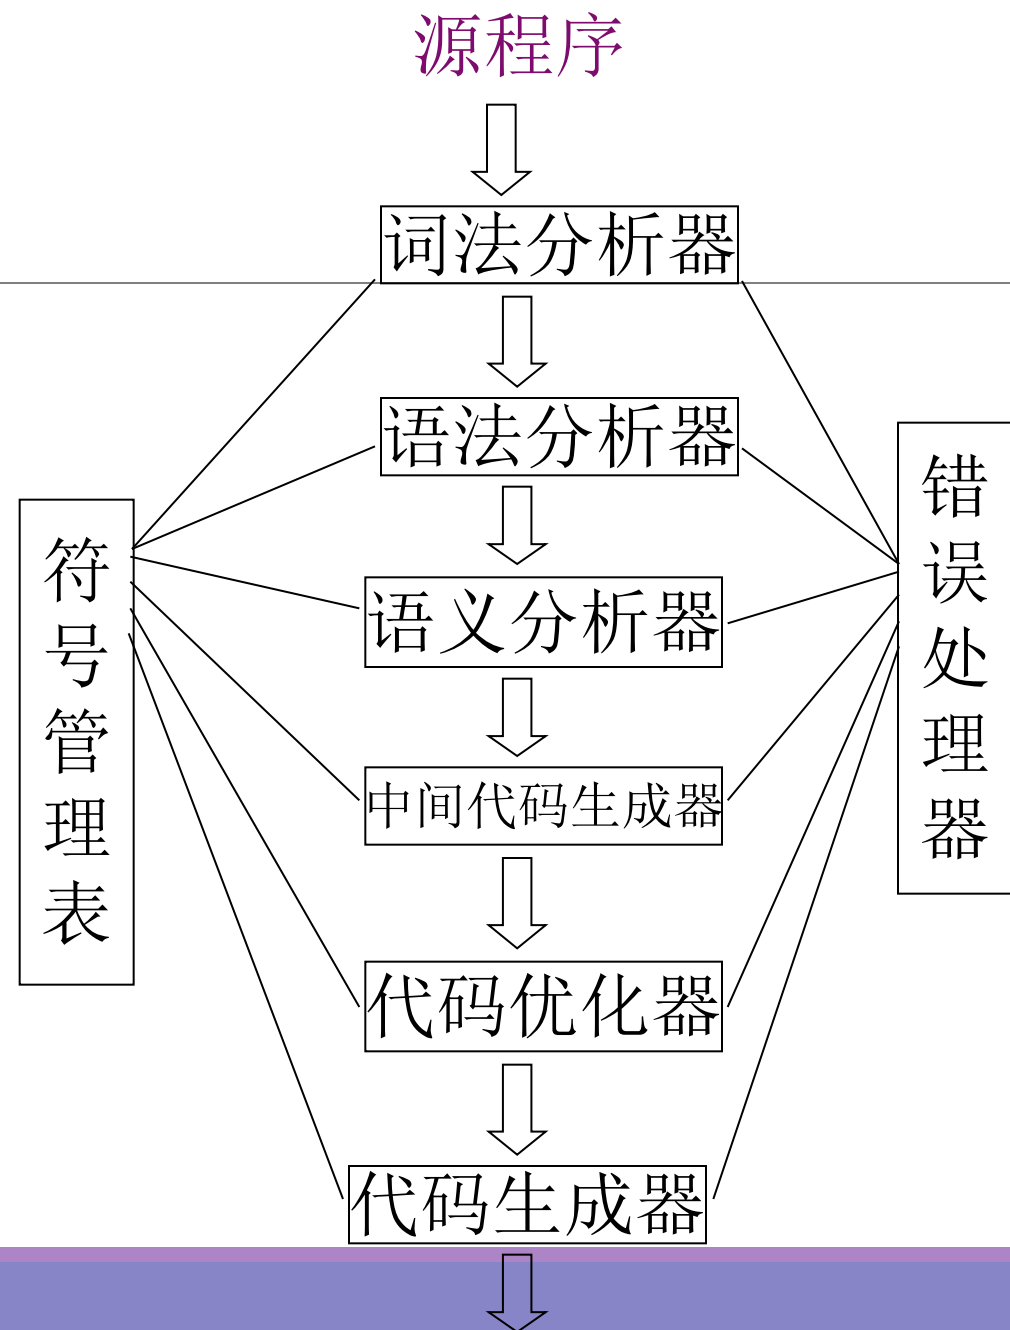 源程序
词法分析器
语法分析器
语义分析器
中间代码生成器
代码优化器
代码生成器
符号管理表
错误处理器